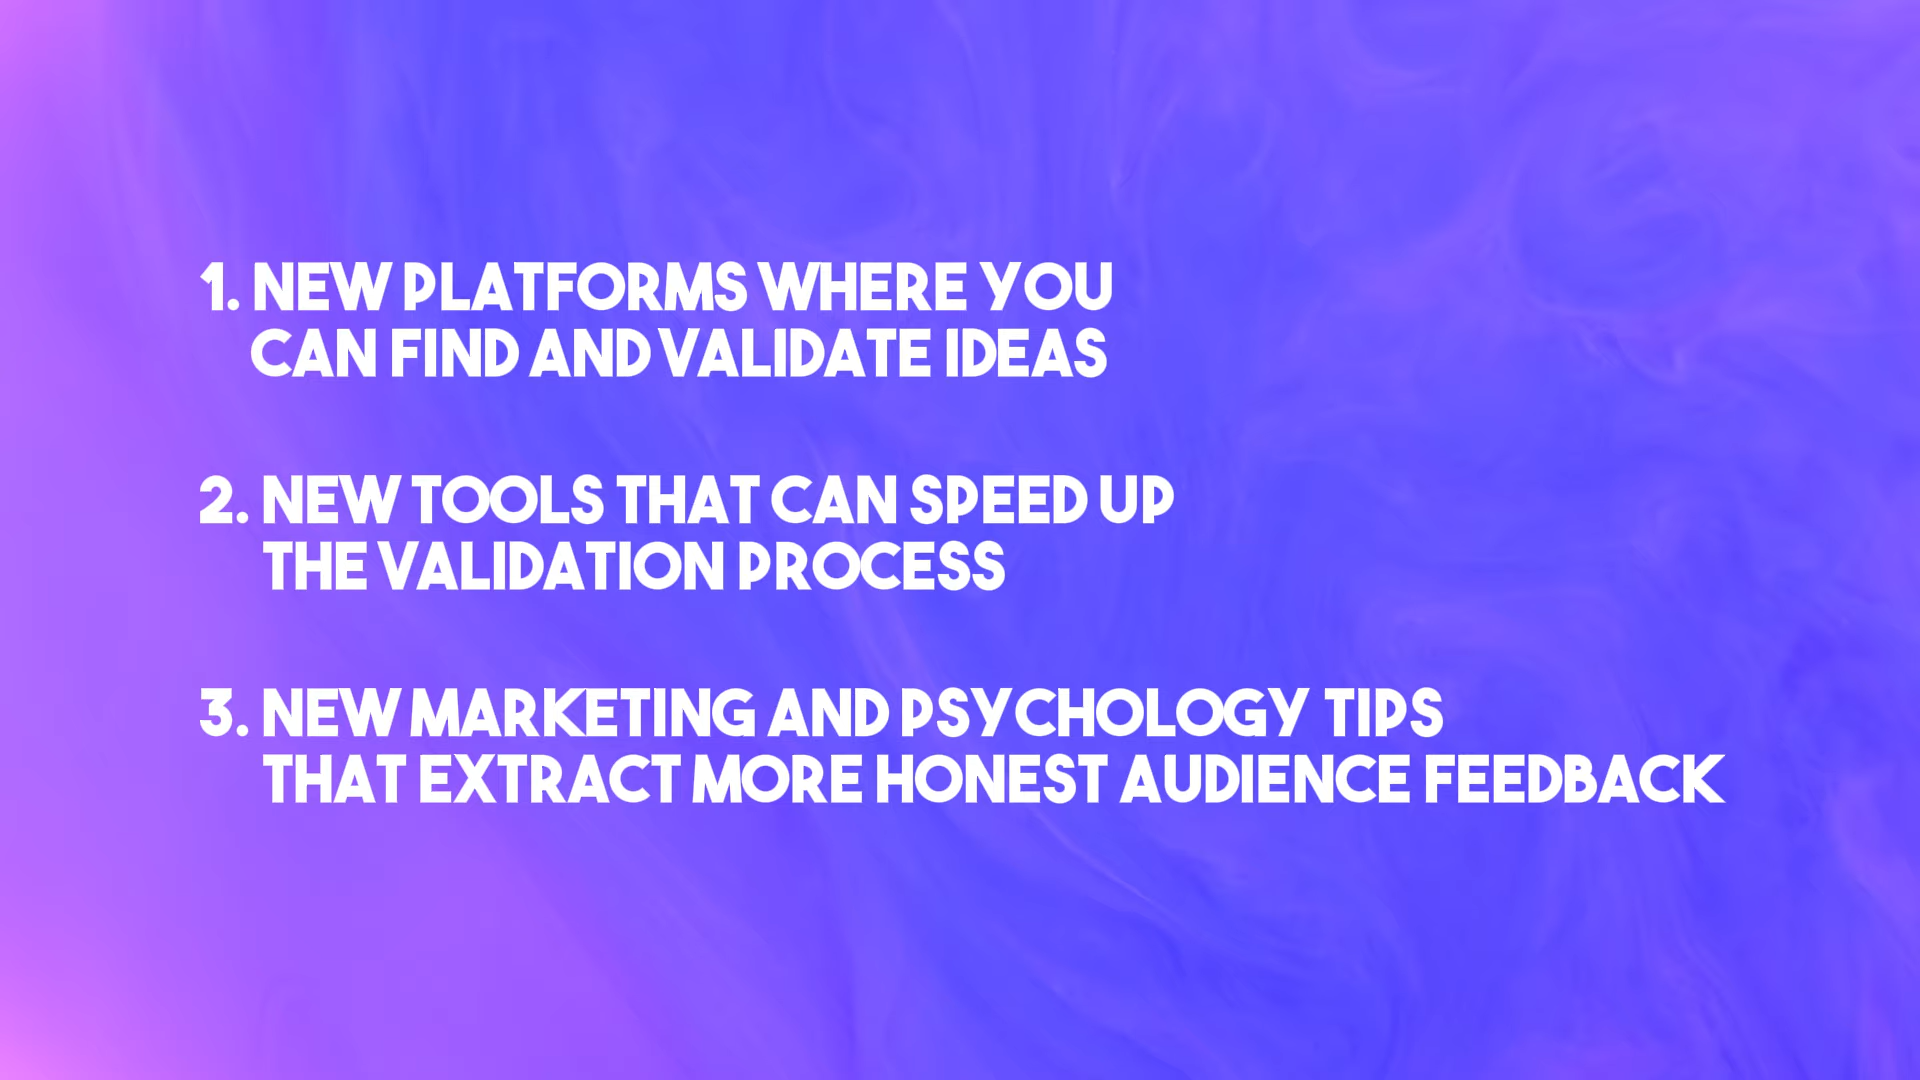 1. NEW PLATFORMS WHERE YOU
CAN FIND AND VALIDATE IDEAS
2. NEW TOOLS THAT CAN SPEED UP
THE VALIDATION PROCESS
3. NEW MARKETING AND PSYCHOLOGY TIPS
THAT EXTRACT MORE HONEST AUDIENCE FEEDBACK